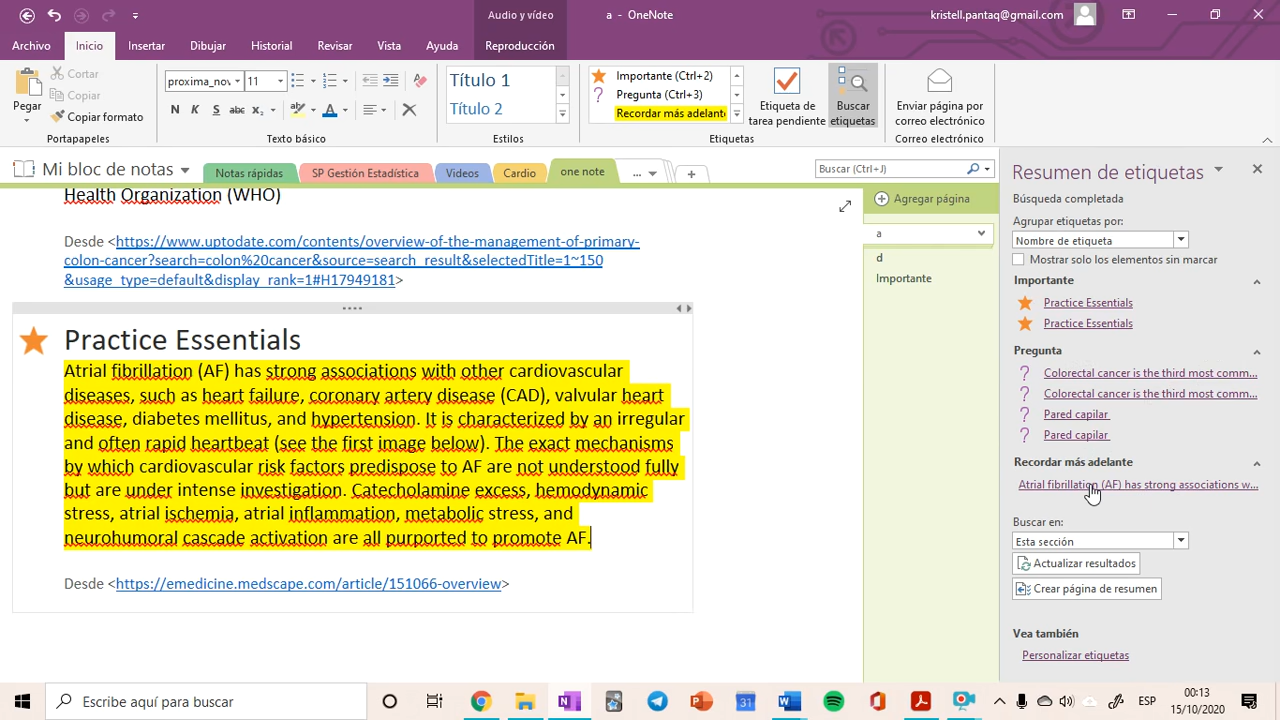 Audio y vídeo
a - OneNote
kristell.pantaq@gmail.com
Archivo
Inicio
Insertar
Dibujar
Historial
Revisar
Vista
Ayuda
Reproducción
Pegar
Cortar
Copiar
Copiar formato
Portapapeles
proxima_nov
11
N K S abc x₂
Texto básico
Título 1
Título 2
Estilos
Importante (Ctrl+2)
Pregunta (Ctrl+3)
Recordar más adelante
Etiqueta de
tarea pendiente
Buscar
etiquetas
Etiquetas
Enviar página por
correo electrónico
Correo electrónico
Mi bloc de notas
Notas rápidas
SP Gestión Estadística
Videos
Cardio
one note
...
Buscar (Ctrl+J)
Health Organization (WHO)
Desde <https://www.uptodate.com/contents/overview-of-the-management-of-primary-
colon-cancer?search=colon%20cancer&source=search_result&selectedTitle=1~150
&usage_type=default&display_rank=1#H17949181>
Practice Essentials
Atrial fibrillation (AF) has strong associations with other cardiovascular
diseases, such as heart failure, coronary artery disease (CAD), valvular heart
disease, diabetes mellitus, and hypertension. It is characterized by an irregular
and often rapid heartbeat (see the first image below). The exact mechanisms
by which cardiovascular risk factors predispose to AF are not understood fully
but are under intense investigation. Catecholamine excess, hemodynamic
stress, atrial ischemia, atrial inflammation, metabolic stress, and
neurohumoral cascade activation are all purported to promote AF.
Desde <https://emedicine.medscape.com/article/151066-overview>
Agregar página
a
d
Importante
Resumen de etiquetas
Búsqueda completada
Agrupar etiquetas por:
Nombre de etiqueta
Mostrar solo los elementos sin marcar
Importante
Practice Essentials
Practice Essentials
Pregunta
Colorectal cancer is the third most comm...
Colorectal cancer is the third most comm...
Pared capilar
Pared capilar
Recordar más adelante
Atrial fibrillation (AF) has strong associations w...
Buscar en:
Esta sección
Actualizar resultados
Crear página de resumen
Vea también
Personalizar etiquetas
Escribe aquí para buscar
31
ESP
00:13
15/10/2020